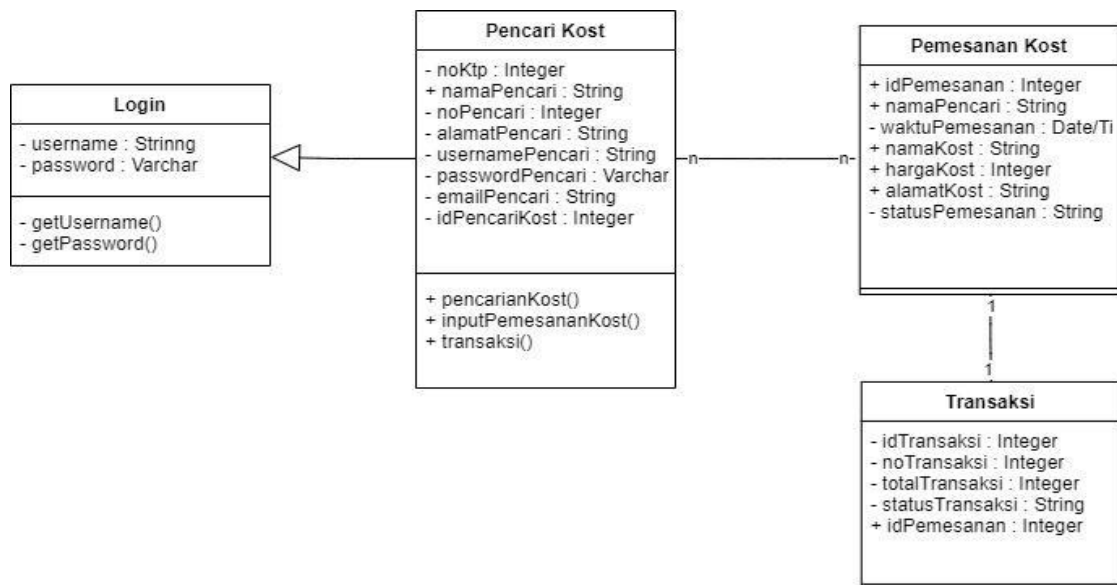 Login
- username : Strinng
- password : Varchar
- getUsername()
- getPassword()
Pencari Kost
- noKtp : Integer
+ namaPencari : String
- noPencari : Integer
- alamatPencari : String
- usernamePencari : String
- passwordPencari : Varchar
- emailPencari : String
- idPencariKost : Integer
+ pencarianKost()
+ inputPemesananKost()
+ transaksi()
n
n
Pemesanan Kost
+ idPemesanan : Integer
+ namaPencari : String
- waktuPemesanan : Date/Ti
+ namaKost : String
+ hargaKost : Integer
+ alamatKost : String
- statusPemesanan : String
1
1
Transaksi
- idTransaksi : Integer
- noTransaksi : Integer
- totalTransaksi : Integer
- statusTransaksi : String
+ idPemesanan : Integer